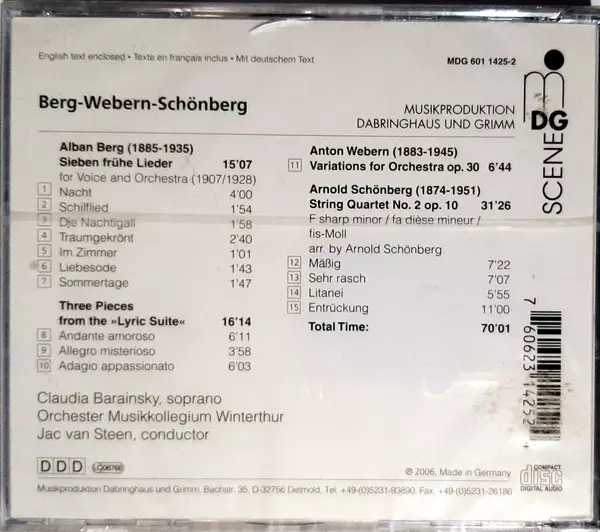 English text enclosed • Texte en français inclus • Mit deutschem Text
MDG 601 1425-2
Berg-Webern-Schönberg
MUSIKPRODUKTION
DABRINGHAUS UND GRIMM
DG
SCENE
Alban Berg (1885-1935)
Sieben frühe Lieder 15'07
for Voice and Orchestra (1907/1928)
1 Nacht 4'00
2 Schilflied 1'54
3 Die Nachtigall 1'58
4 Traumgekrönt 2'40
5 Im Zimmer 1'01
6 Liebesode 1'43
7 Sommertage 1'47
Three Pieces
from the »Lyric Suite« 16'14
8 Andante amoroso 6'11
9 Allegro misterioso 3'58
10 Adagio appassionato 6'03
Anton Webern (1883-1945)
11 Variations for Orchestra op. 30 6'44
Arnold Schönberg (1874-1951)
String Quartet No. 2 op. 10 31'26
F sharp minor / fa dièse mineur /
fis-Moll
arr. by Arnold Schönberg
12 Mäßig 7'22
13 Sehr rasch 7'07
14 Litanei 5'55
15 Entrückung 11'00
Total Time: 70'01
Claudia Barainsky, soprano
Orchester Musikkollegium Winterthur
Jac van Steen, conductor
DDD
LC 06768
7 60623 14252
℗ 2006, Made in Germany
COMPACT
disc
DIGITAL AUDIO
Musikproduktion Dabringhaus und Grimm, Bachstr. 35, D-32756 Detmold, Tel. +49-(0)5231-93890, Fax: +49-(0)5231-26186